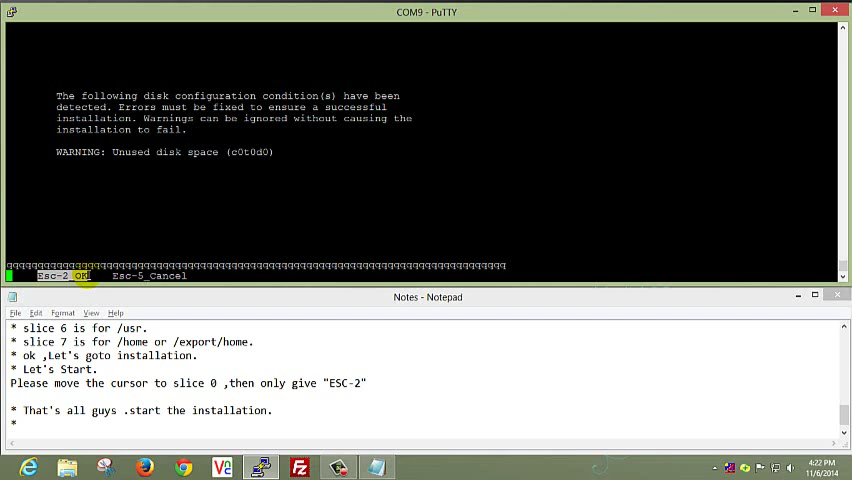 COM9 - PuTTY
The following disk configuration condition(s) have been
detected. Errors must be fixed to ensure a successful
installation. Warnings can be ignored without causing the
installation to fail.
WARNING: Unused disk space (c0t0d0)
qqqqqqqqqqqqqqqqqqqqqqqqqqqqqqqqqqqqqqqqqqqqqqqqqqqqqqqqqqqqqqqqqqqqqqqqqqqqqqqq
Esc-2_OK Esc-5_Cancel
Notes - Notepad
File Edit Format View Help
* slice 6 is for /usr.
* slice 7 is for /home or /export/home.
* ok ,Let's goto installation.
* Let's Start.
Please move the cursor to slice 0 ,then only give "ESC-2"
* That's all guys .start the installation.
*
4:22 PM
11/6/2014